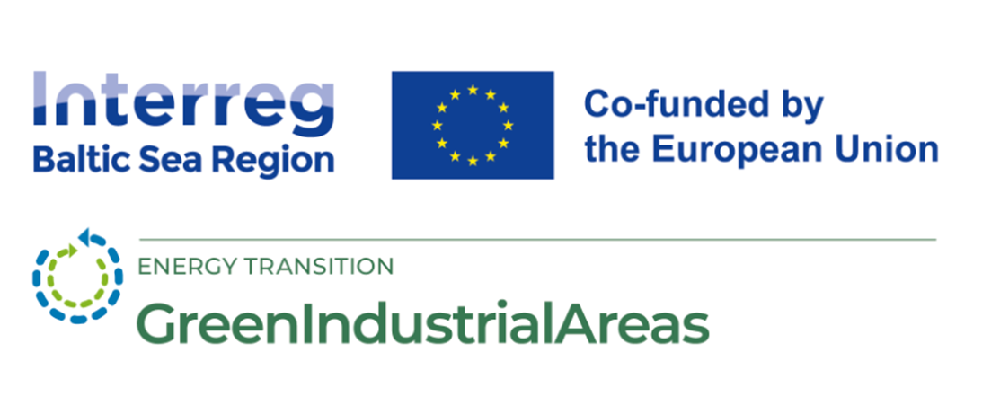 Interreg
Baltic Sea Region
Co-funded by
the European Union
ENERGY TRANSITION
GreenIndustrialAreas